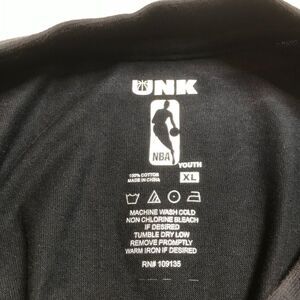 UNK
NBA
YOUTH
100% COTTON
MADE IN CHINA
XL
MACHINE WASH COLD
NON CHLORINE BLEACH
IF DESIRED
TUMBLE DRY LOW
REMOVE PROMPTLY
WARM IRON IF DESIRED
RN# 109135